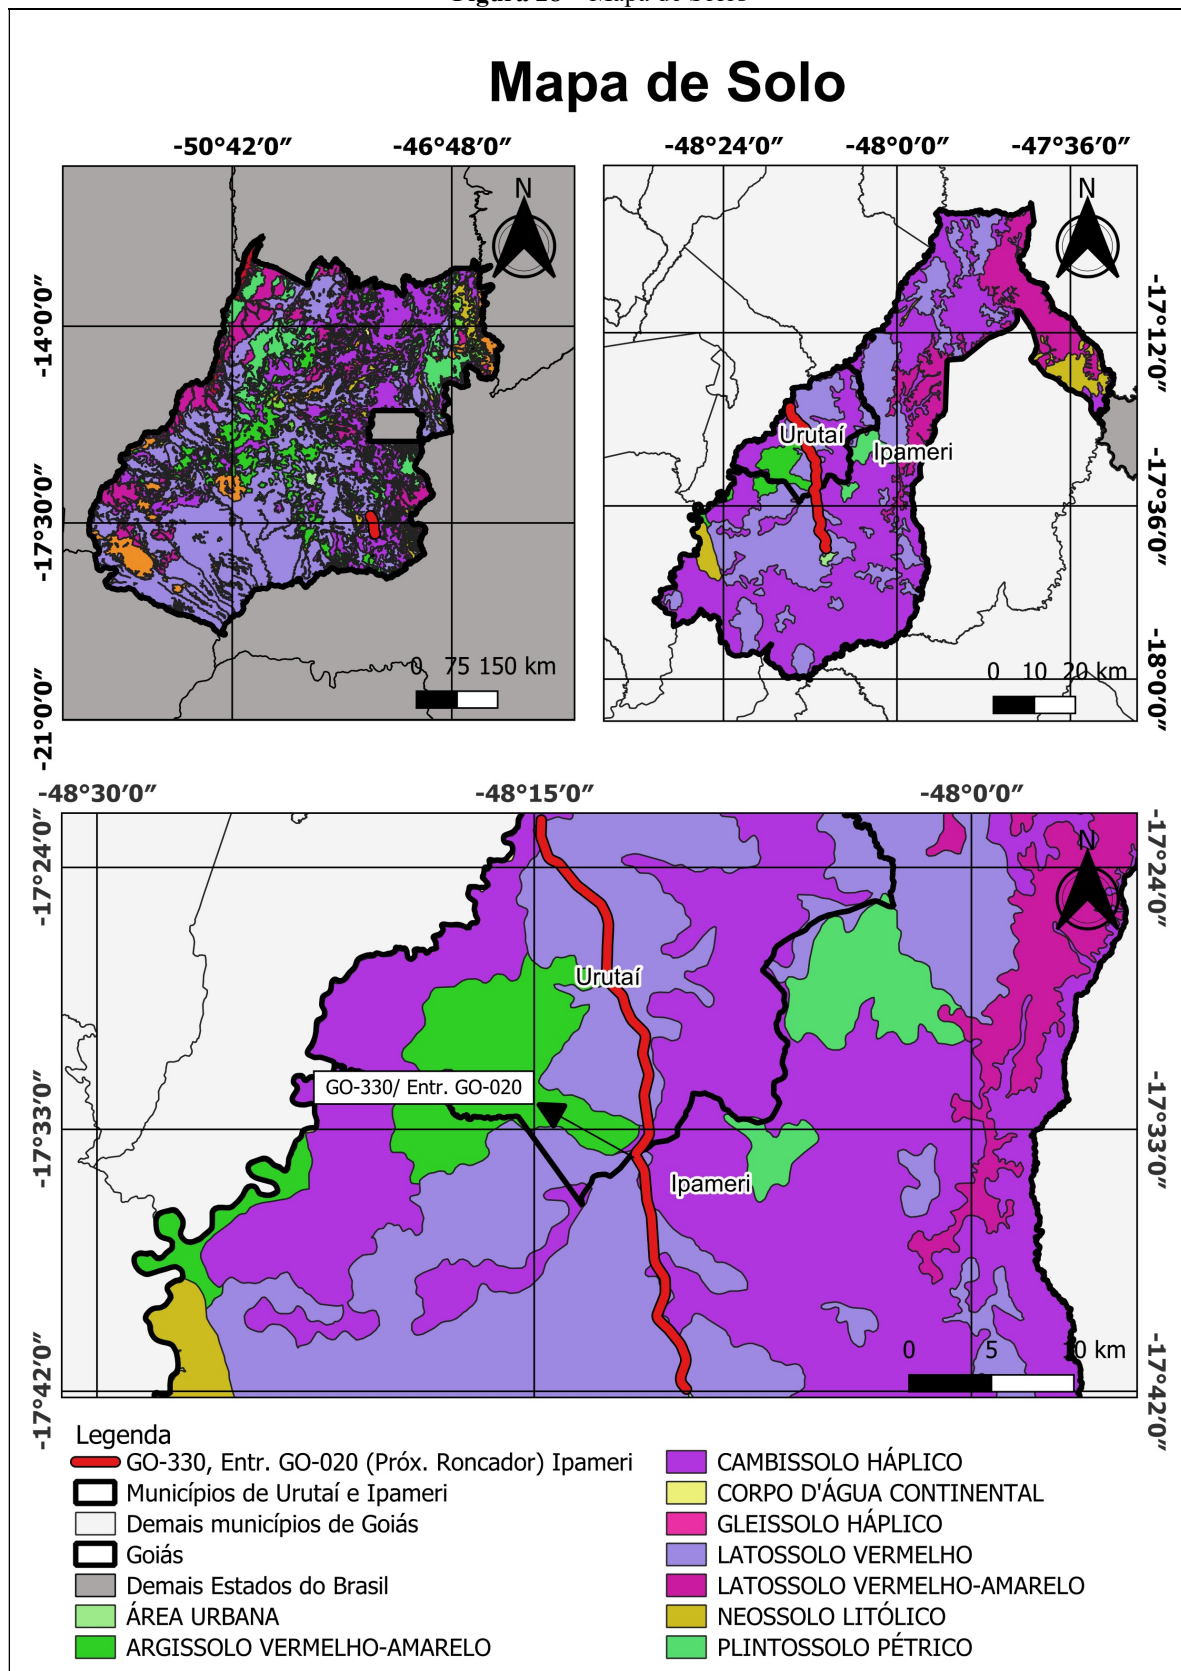 Figura 28 – Mapa de Solos
Mapa de Solo
-50°42′0″ -46°48′0″
-48°24′0″ -48°0′0″ -47°36′0″
N
N
-14°0′0″
-17°30′0″
-21°0′0″
-17°12′0″
-17°36′0″
-18°0′0″
Urutaí
Ipameri
0 75 150 km
0 10 20 km
-48°30′0″ -48°15′0″ -48°0′0″
-17°24′0″
-17°33′0″
-17°42′0″
-17°24′0″
-17°33′0″
-17°42′0″
N
Urutaí
GO-330/ Entr. GO-020
Ipameri
0 5 10 km
Legenda
GO-330, Entr. GO-020 (Próx. Roncador) Ipameri
Municípios de Urutaí e Ipameri
Demais municípios de Goiás
Goiás
Demais Estados do Brasil
ÁREA URBANA
ARGISSOLO VERMELHO-AMARELO
CAMBISSOLO HÁPLICO
CORPO D'ÁGUA CONTINENTAL
GLEISSOLO HÁPLICO
LATOSSOLO VERMELHO
LATOSSOLO VERMELHO-AMARELO
NEOSSOLO LITÓLICO
PLINTOSSOLO PÉTRICO